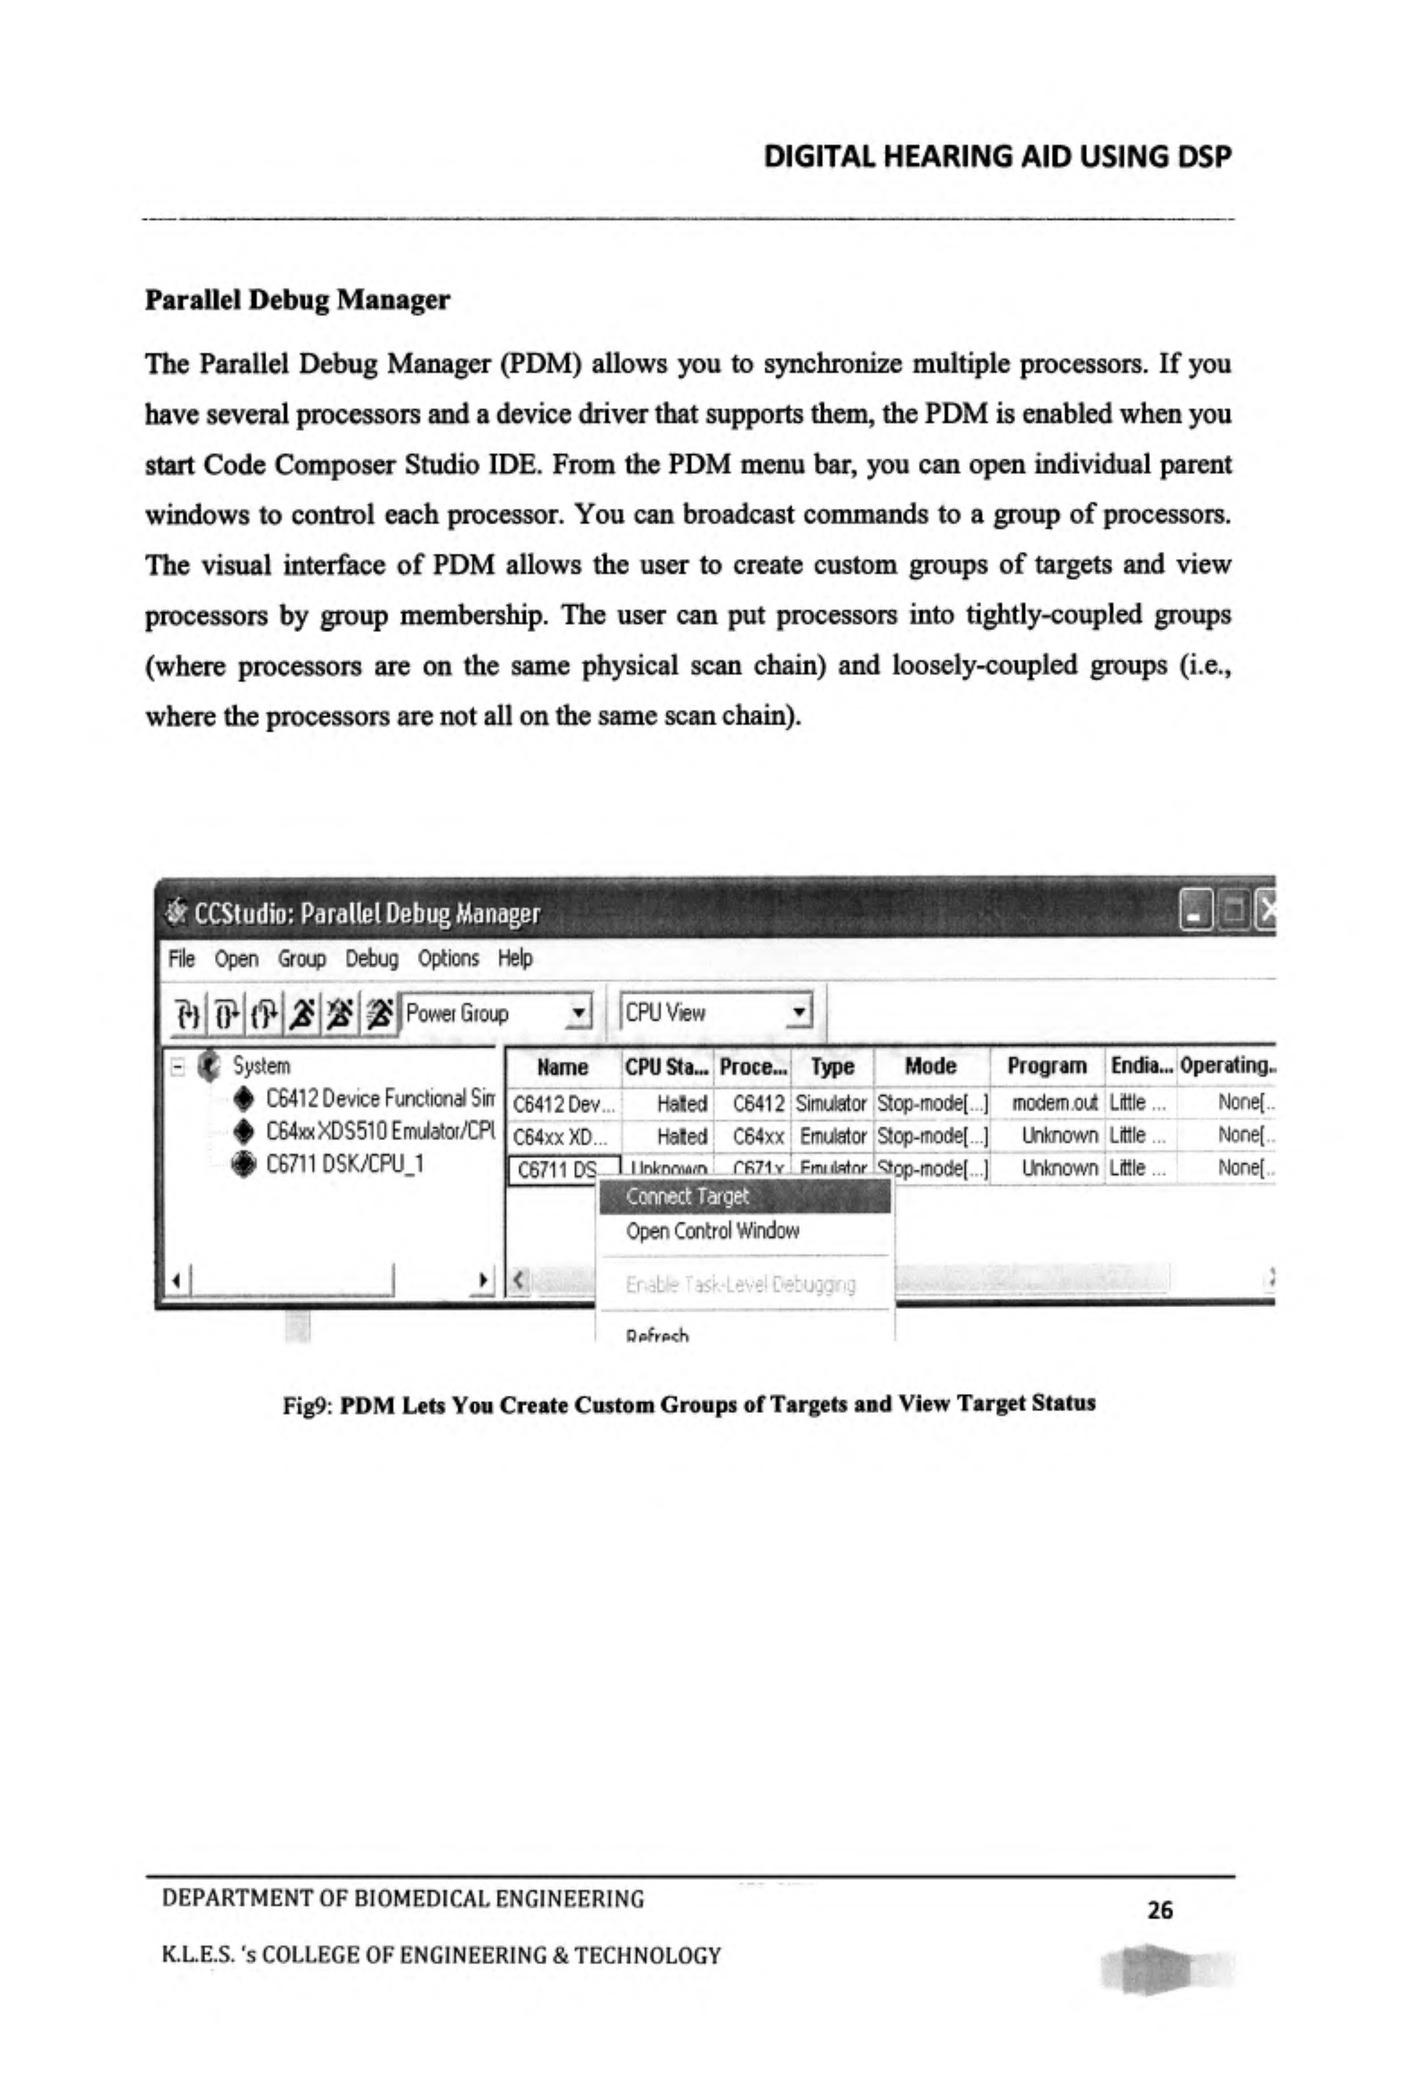 DIGITAL HEARING AID USING DSP
Parallel Debug Manager
The Parallel Debug Manager (PDM) allows you to synchronize multiple processors. If you
have several processors and a device driver that supports them, the PDM is enabled when you
start Code Composer Studio IDE. From the PDM menu bar, you can open individual parent
windows to control each processor. You can broadcast commands to a group of processors.
The visual interface of PDM allows the user to create custom groups of targets and view
processors by group membership. The user can put processors into tightly-coupled groups
(where processors are on the same physical scan chain) and loosely-coupled groups (i.e.,
where the processors are not all on the same scan chain).
CCStudio: Parallel Debug Manager
File Open Group Debug Options Help
Power Group CPU View
System
C6412 Device Functional Sim
C64xx XDS510 Emulator/CPU
C6711 DSK/CPU_1
Name CPU Sta... Proce... Type Mode Program Endia... Operating..
C6412 Dev... Halted C6412 Simulator Stop-mode[...] modem.out Little ... None[..
C64xx XD... Halted C64xx Emulator Stop-mode[...] Unknown Little ... None[..
C6711 DS... Unknown C671x Emulator Stop-mode[...] Unknown Little ... None[..
Connect Target
Open Control Window
Enable Task-Level Debugging
Refresh
Fig9: PDM Lets You Create Custom Groups of Targets and View Target Status
DEPARTMENT OF BIOMEDICAL ENGINEERING
26
K.L.E.S. 's COLLEGE OF ENGINEERING & TECHNOLOGY